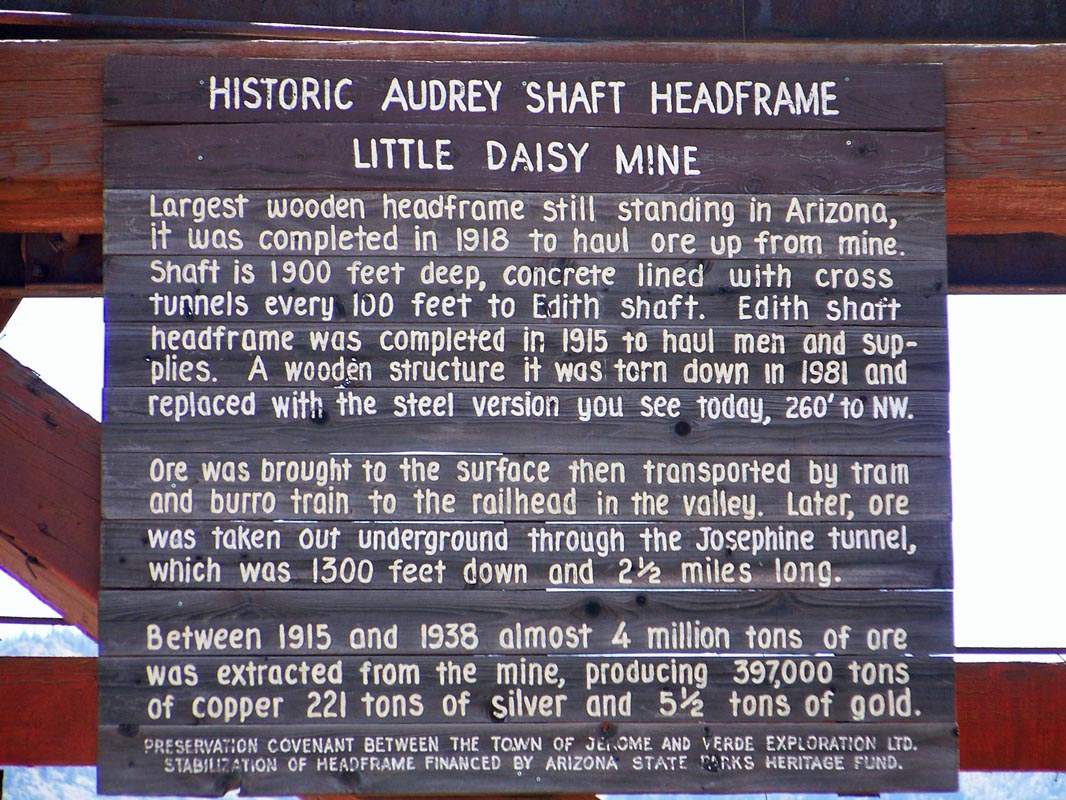 HISTORIC AUDREY SHAFT HEADFRAME
LITTLE DAISY MINE
Largest wooden headframe still standing in Arizona,
it was completed in 1918 to haul ore up from mine.
Shaft is 1900 feet deep, concrete lined with cross
tunnels every 100 feet to Edith shaft. Edith shaft
headframe was completed in 1915 to haul men and sup-
plies. A wooden structure it was torn down in 1981 and
replaced with the steel version you see today, 260' to NW.
Ore was brought to the surface then transported by tram
and burro train to the railhead in the valley. Later, ore
was taken out underground through the Josephine tunnel,
which was 1300 feet down and 2½ miles long.
Between 1915 and 1938 almost 4 million tons of ore
was extracted from the mine, producing 397,000 tons
of copper 221 tons of silver and 5½ tons of gold.
PRESERVATION COVENANT BETWEEN THE TOWN OF JEROME AND VERDE EXPLORATION LTD.
STABILIZATION OF HEADFRAME FINANCED BY ARIZONA STATE PARKS HERITAGE FUND.